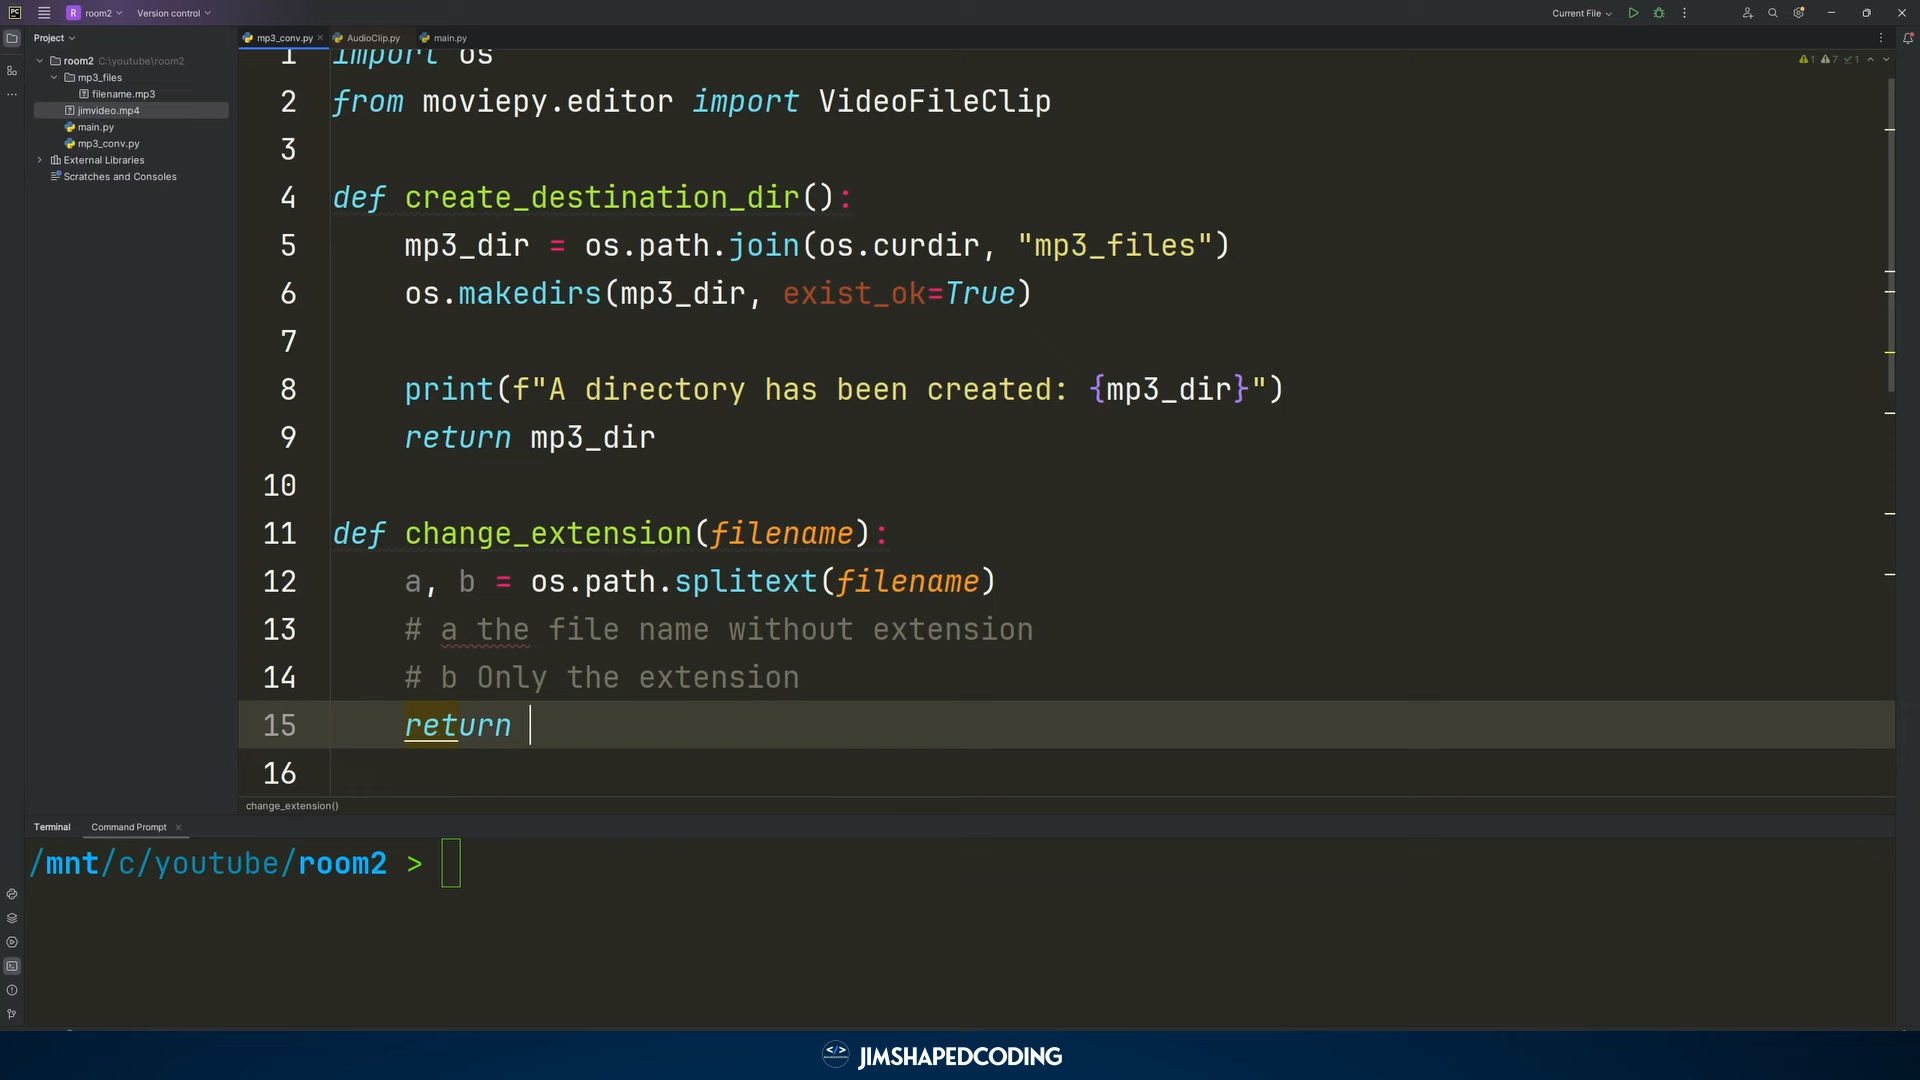 R room2
Version control
Current File
Project
mp3_conv.py
AudioClip.py
main.py
room2 C:\youtube\room2
mp3_files
filename.mp3
jimvideo.mp4
main.py
mp3_conv.py
External Libraries
Scratches and Consoles
1 7 1
1 import os
2 from moviepy.editor import VideoFileClip
3
4 def create_destination_dir():
5 mp3_dir = os.path.join(os.curdir, "mp3_files")
6 os.makedirs(mp3_dir, exist_ok=True)
7
8 print(f"A directory has been created: {mp3_dir}")
9 return mp3_dir
10
11 def change_extension(filename):
12 a, b = os.path.splitext(filename)
13 # a the file name without extension
14 # b Only the extension
15 return
16
change_extension()
Terminal
Command Prompt
/mnt/c/youtube/room2 >
</> JIMSHAPEDCODING